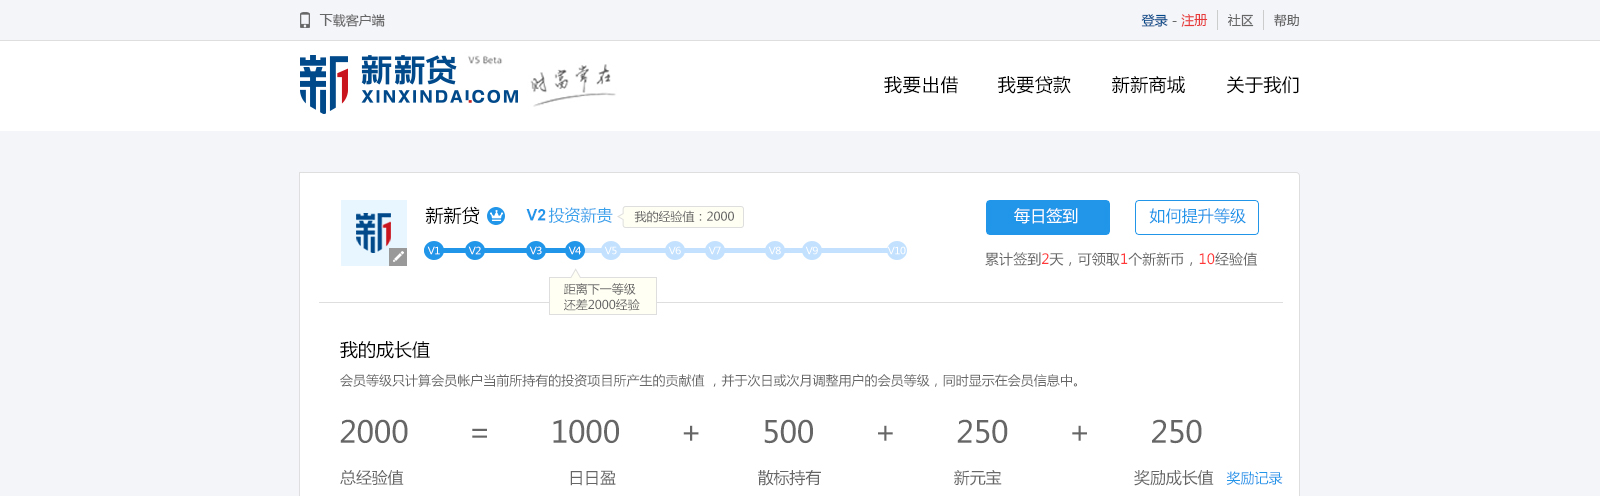 下载客户端
登录 - 注册 社区 帮助
新新贷 V5 Beta
XINXINDAI.COM
财富常在
我要出借 我要贷款 新新商城 关于我们
新新贷 V2 投资新贵 我的经验值：2000
每日签到 如何提升等级
V1 V2 V3 V4 V5 V6 V7 V8 V9 V10
累计签到2天，可领取1个新新币，10经验值
距离下一等级
还差2000经验
我的成长值
会员等级只计算会员帐户当前所持有的投资项目所产生的贡献值 ，并于次日或次月调整用户的会员等级，同时显示在会员信息中。
2000 = 1000 + 500 + 250 + 250
总经验值 日日盈 散标持有 新元宝 奖励成长值 奖励记录